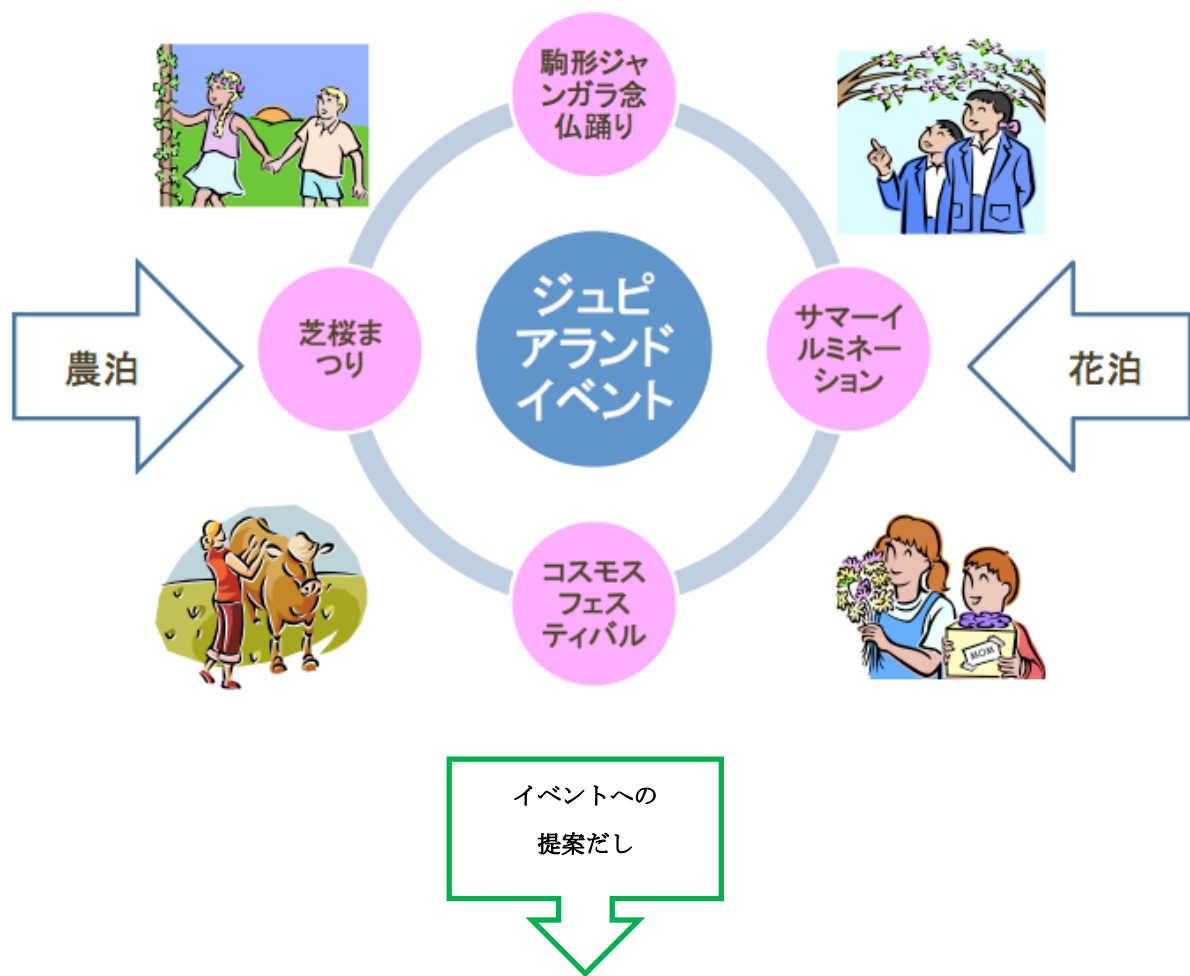 駒形ジャ
ンガラ念
仏踊り
農泊
芝桜ま
つり
ジュピ
アランド
イベント
サマーイ
ルミネー
ション
花泊
コスモス
フェス
ティバル
MOM
イベントへの
提案だし